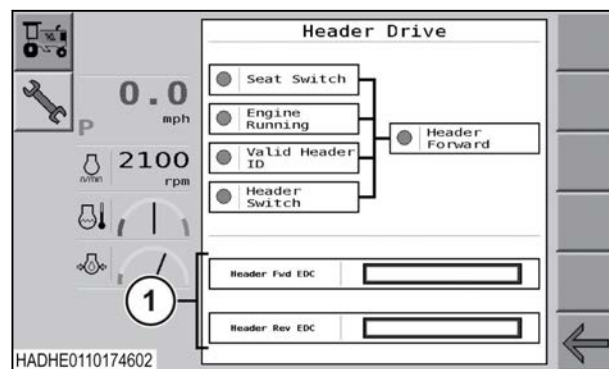 Header Drive
0.0
P
mph
2100
n/min
rpm
Seat Switch
Engine
Running
Valid Header
ID
Header
Switch
Header
Forward
Header Fwd EDC
Header Rev EDC
1
HADHE0110174602